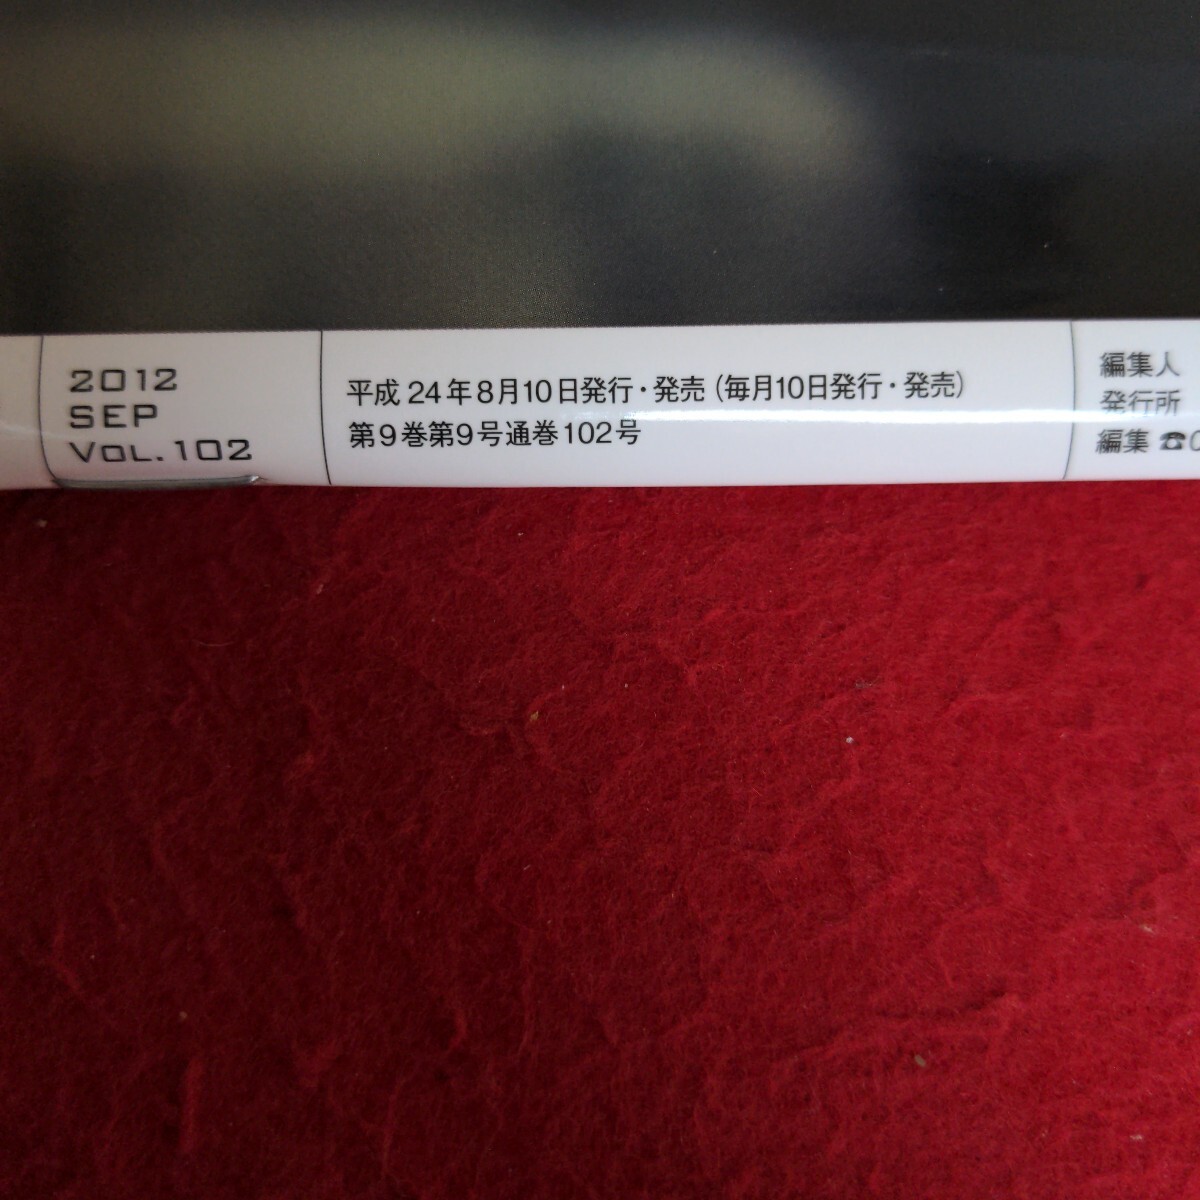 2012
SEP
VOL.102
平成 24年8月10日発行・発売(毎月10日発行・発売)
第9巻第9号通巻102号
編集人
発行所
編集 ☎0